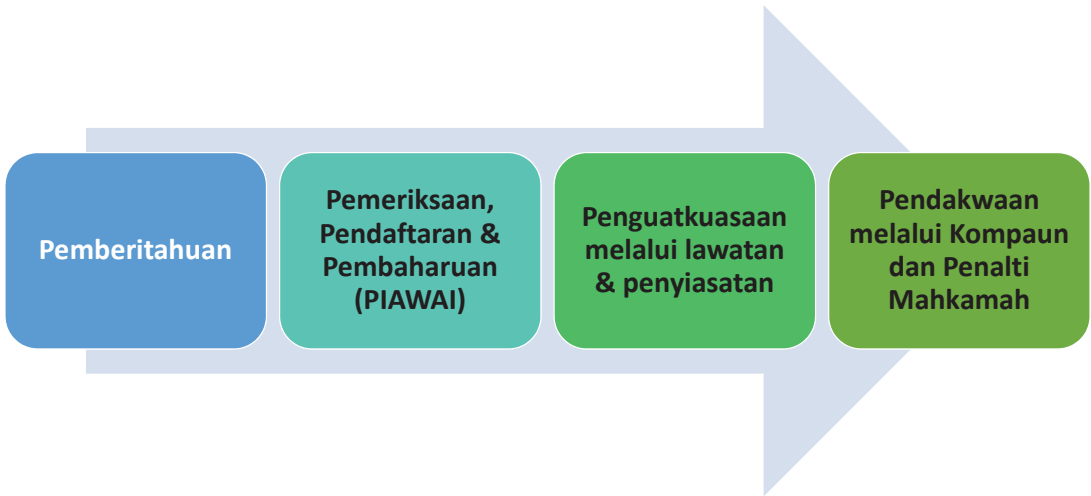 Pemberitahuan
Pemeriksaan,
Pendaftaran &
Pembaharuan
(PIAWAI)
Penguatkuasaan
melalui lawatan
& penyiasatan
Pendakwaan
melalui Kompaun
dan Penalti
Mahkamah